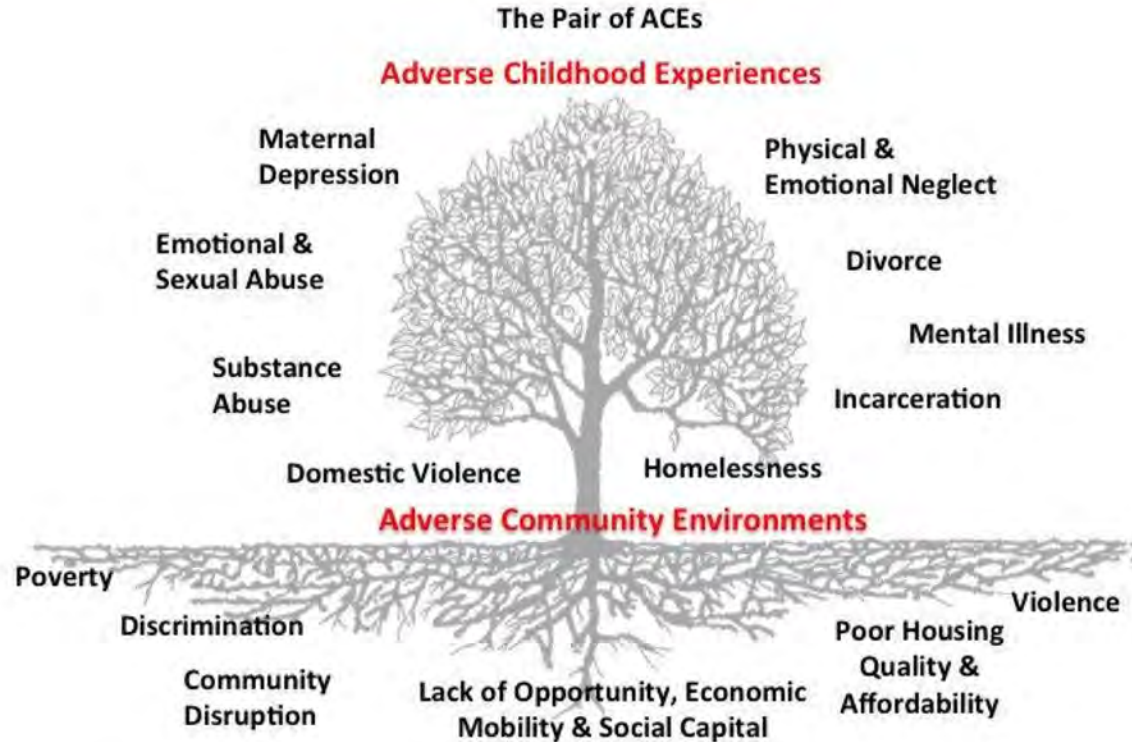 The Pair of ACEs
Adverse Childhood Experiences
Maternal
Depression
Physical &
Emotional Neglect
Emotional &
Sexual Abuse
Divorce
Mental Illness
Substance
Abuse
Incarceration
Domestic Violence
Homelessness
Adverse Community Environments
Poverty
Violence
Discrimination
Poor Housing
Quality &
Affordability
Community
Disruption
Lack of Opportunity, Economic
Mobility & Social Capital